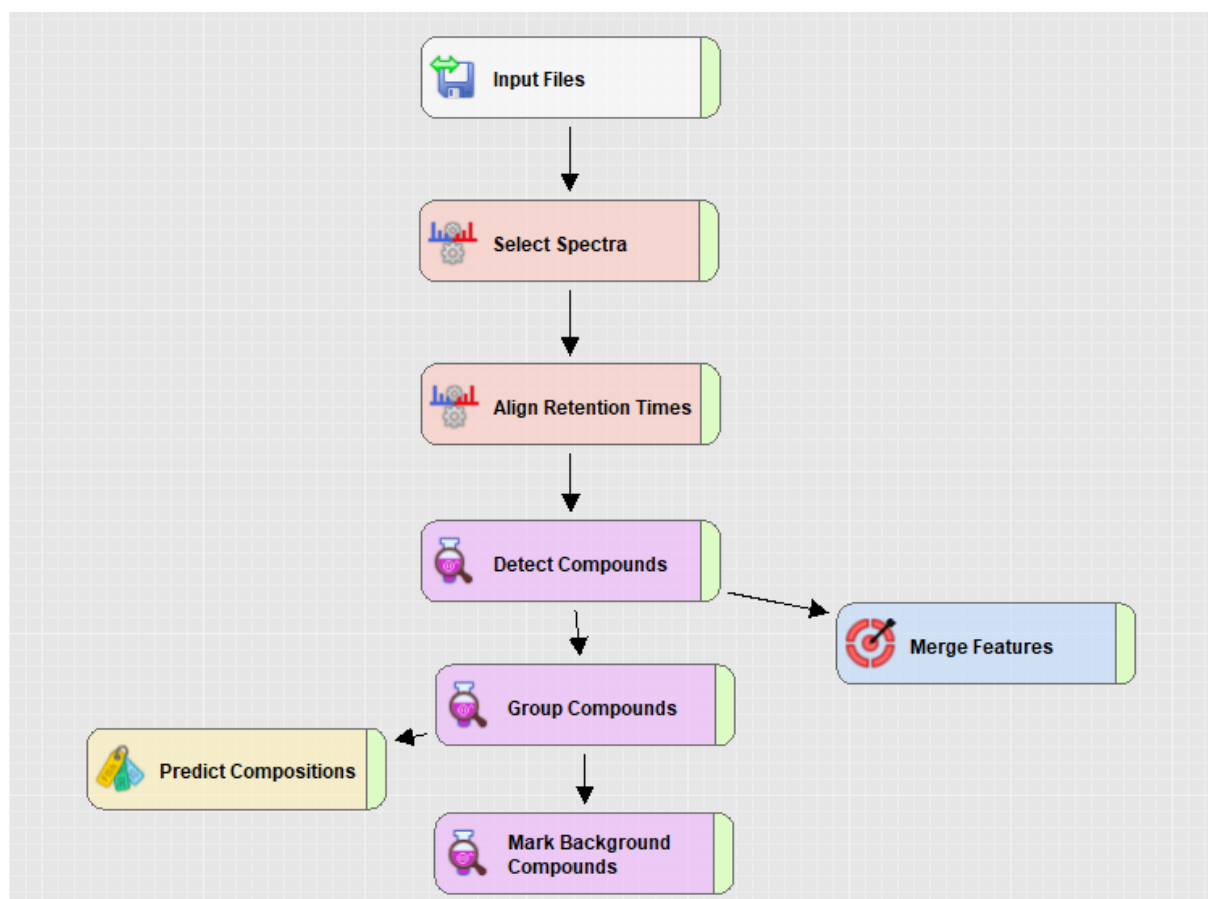 Input Files
Select Spectra
Align Retention Times
Detect Compounds
Merge Features
Group Compounds
Predict Compositions
Mark Background
Compounds